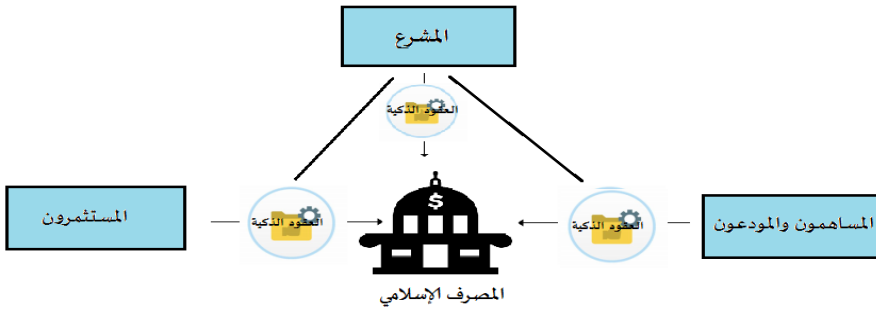 المشرع
العقود الذكية
المساهمون والمودعون
العقود الذكية
العقود الذكية
المستثمرون
$
المصرف الإسلامي